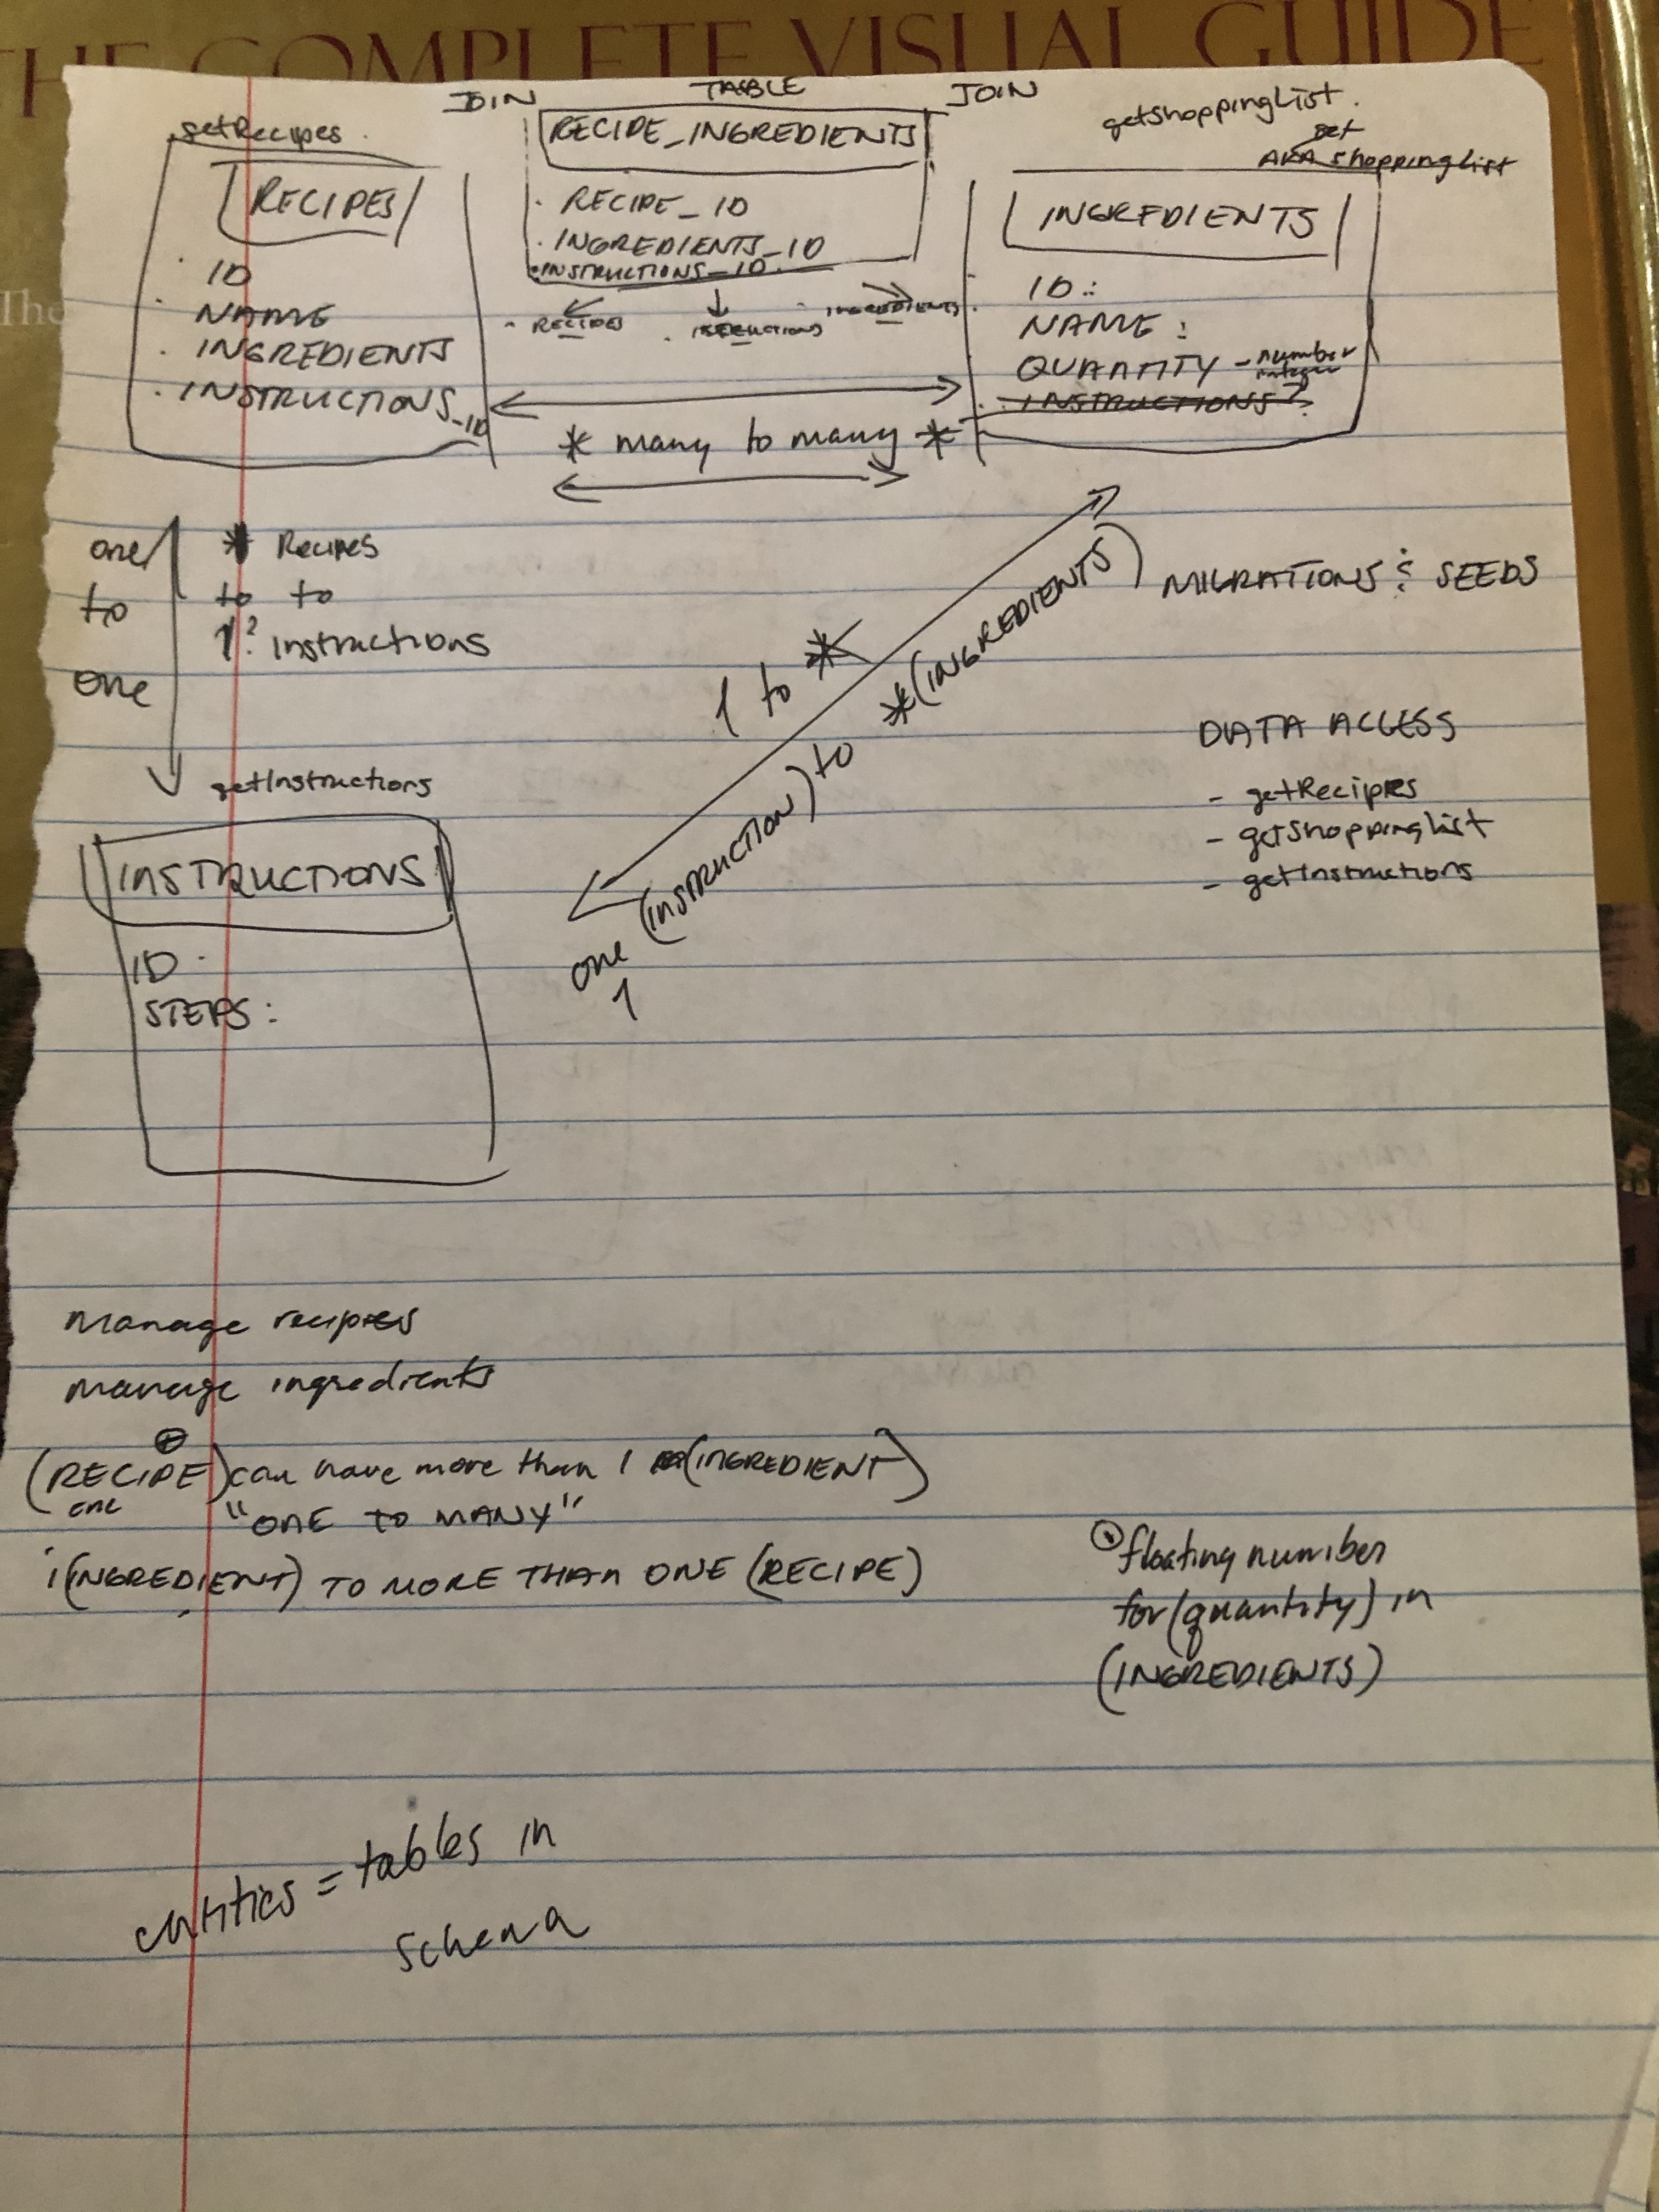 THE COMPLETE VISUAL GUIDE
The
JOIN TABLE JOIN
getRecipes.
RECIPES
ID
NAME
INGREDIENTS
INSTRUCTIONS_ID
RECIPE_INGREDIENTS
RECIPE_ID
INGREDIENTS_ID
INSTRUCTIONS_ID
RECIPES
INGREDIENTS
getShoppingList.
get
AKA shoppingList
INGREDIENTS
ID:
NAME:
QUANTITY - number
integer
INSTRUCTIONS?
* many to many *
one * Recipes
to to to
one 1? Instructions
MIGRATIONS & SEEDS
1 to *
one (INSTRUCTION) to *(INGREDIENTS)
1
DATA ACCESS
- getRecipies
- getShoppingList
- getInstructions
getInstructions
INSTRUCTIONS
ID
STEPS:
manage recipies
manage ingredients
(RECIPE) can have more than 1 (INGREDIENT)
one "ONE TO MANY"
1(INGREDIENT) TO MORE THAN ONE (RECIPE)
floating number
for (quantity) in
(INGREDIENTS)
entities = tables in
schema